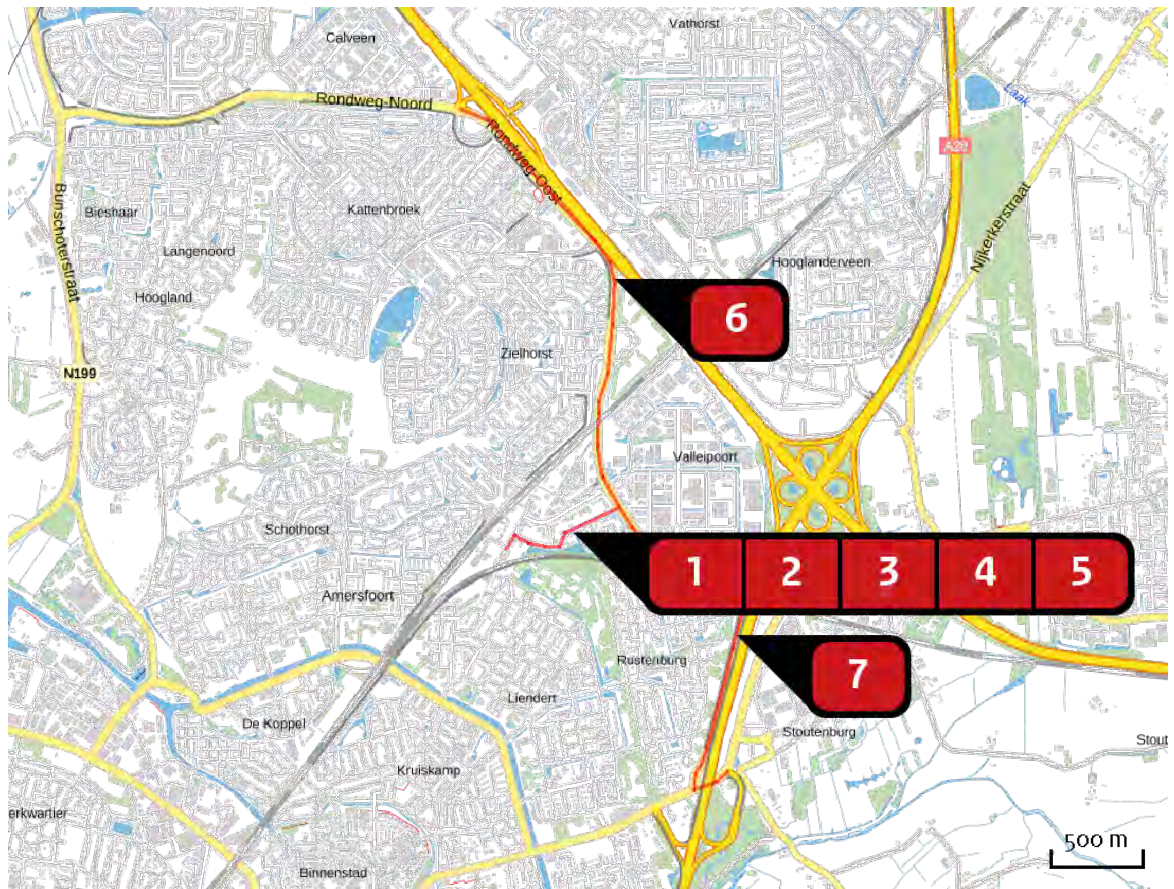 Vathorst
Calveen
Rondweg-Noord
Laak
Rondweg-Oost
A28
Bunschoterstraat
Bieshaar
Kattenbroek
Nijkerkerstraat
Langenoord
Hooglanderveen
Hoogland
6
Zielhorst
N199
Valleipoort
Schothorst
1 2 3 4 5
Amersfoort
Rustenburg
7
Liendert
De Koppel
Stoutenburg
Stout
Kruiskamp
erkwartier
500 m
Binnenstad